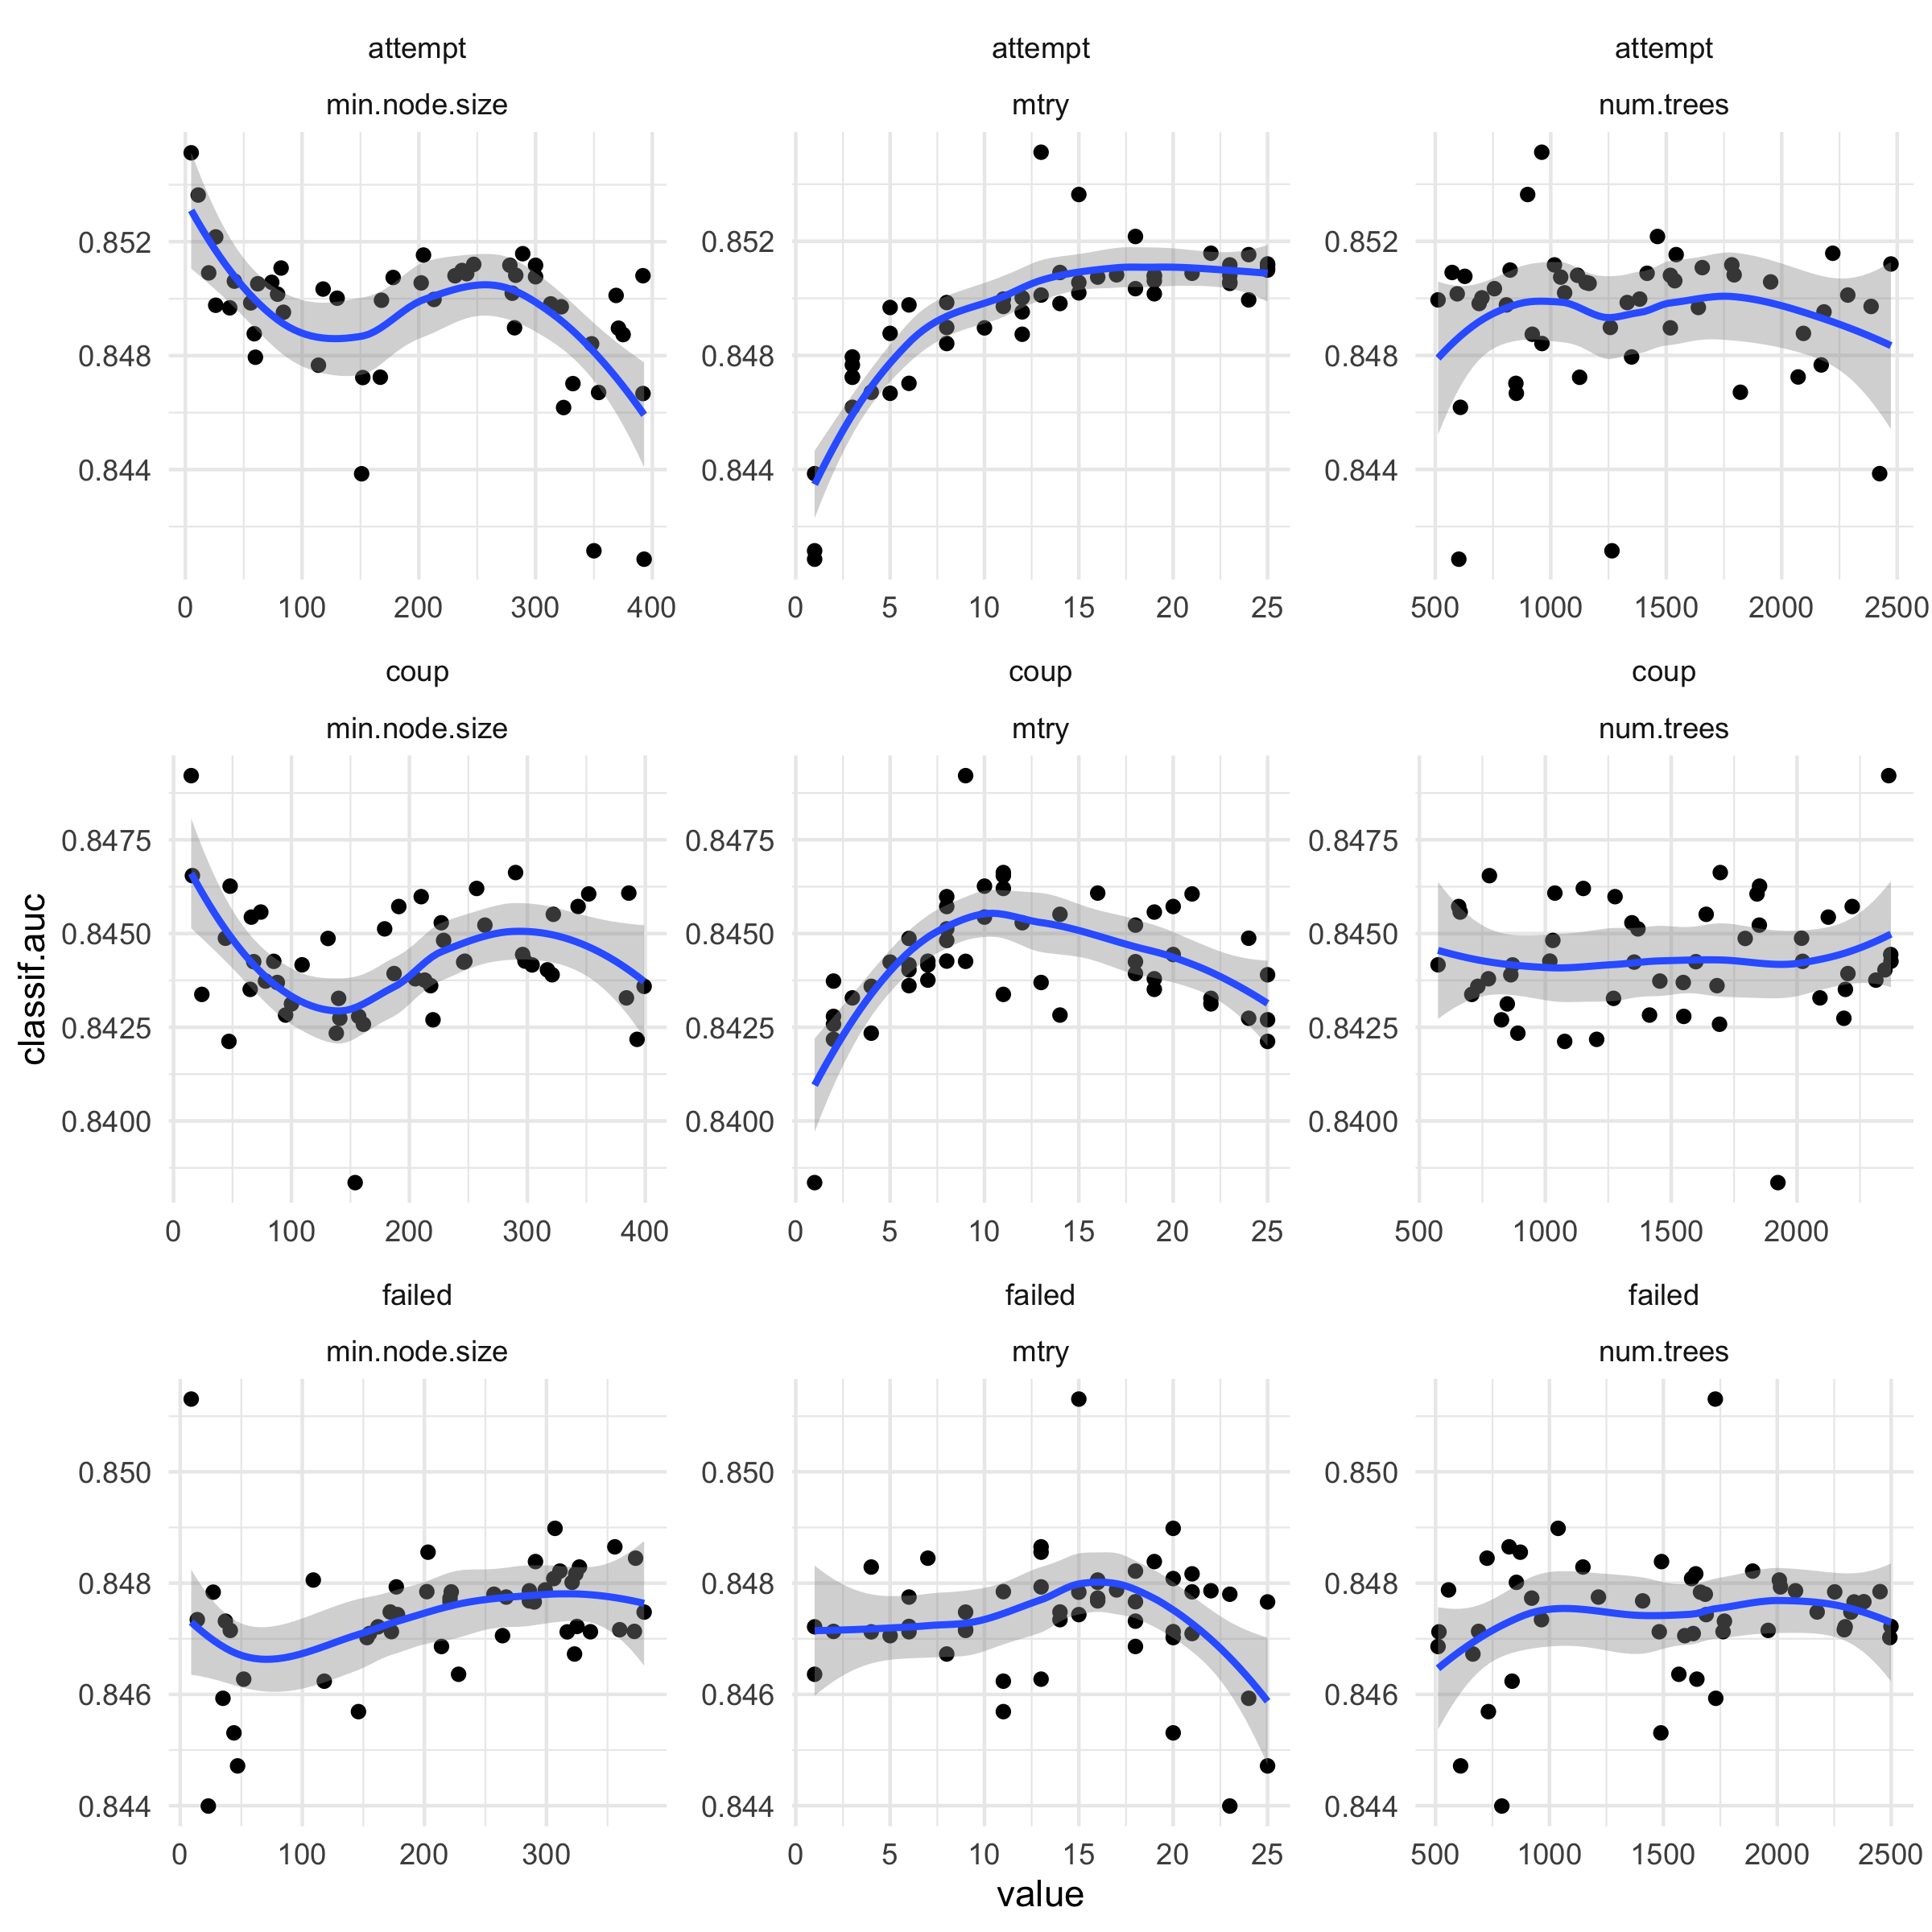 attempt attempt attempt
min.node.size mtry num.trees
0.852 0.852 0.852
0.848 0.848 0.848
0.844 0.844 0.844
0 100 200 300 400 0 5 10 15 20 25 500 1000 1500 2000 2500
coup coup coup
min.node.size mtry num.trees
0.8475 0.8475 0.8475
0.8450 0.8450 0.8450
0.8425 0.8425 0.8425
0.8400 0.8400 0.8400
0 100 200 300 400 0 5 10 15 20 25 500 1000 1500 2000
classif.auc
failed failed failed
min.node.size mtry num.trees
0.850 0.850 0.850
0.848 0.848 0.848
0.846 0.846 0.846
0.844 0.844 0.844
0 100 200 300 0 5 10 15 20 25 500 1000 1500 2000 2500
value